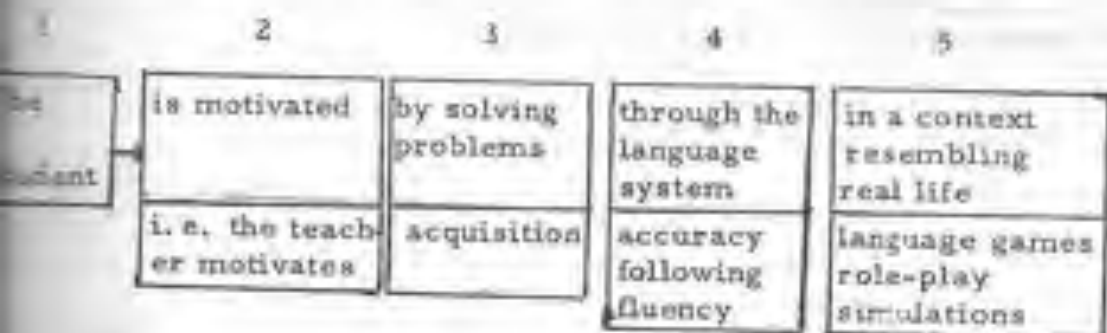 1 2 3 4 5
is motivated
i. e. the teach-
er motivates
by solving
problems
acquisition
through the
language
system
accuracy
following
fluency
in a context
resembling
real life
language games
role-play
simulations